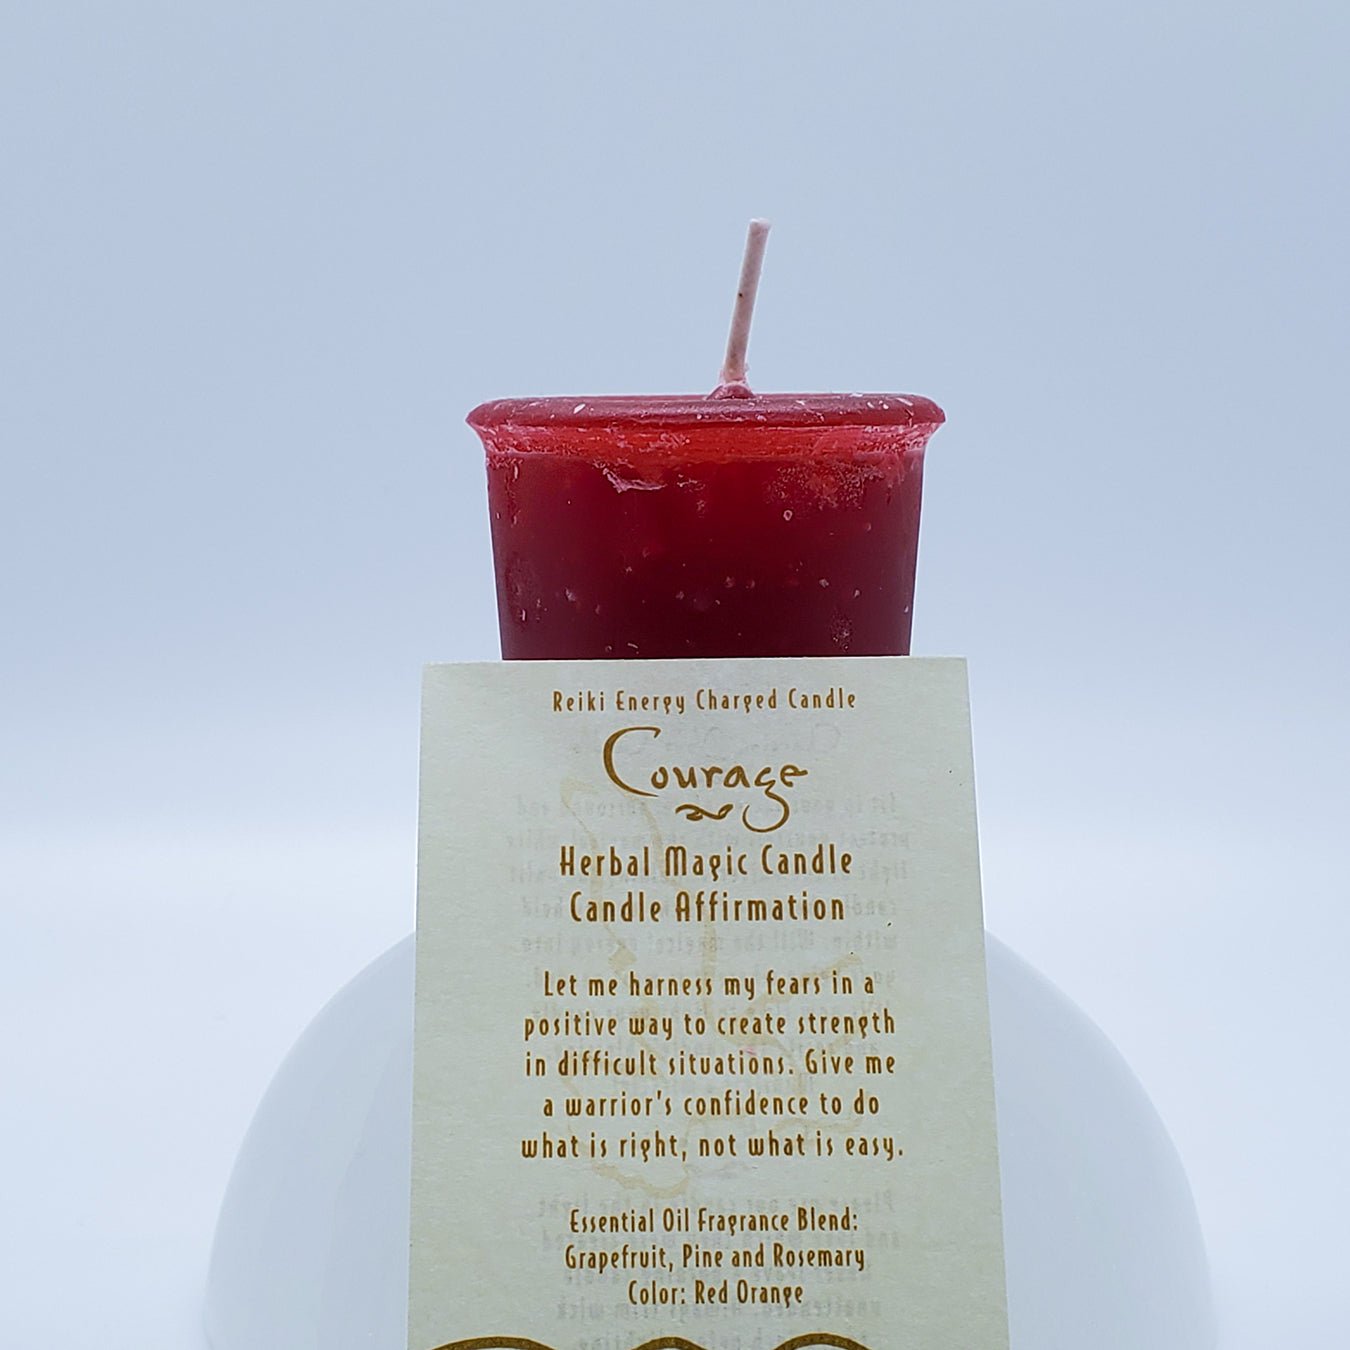 Reiki Energy Charged Candle
Courage
Herbal Magic Candle
Candle Affirmation
Let me harness my fears in a
positive way to create strength
in difficult situations. Give me
a warrior's confidence to do
what is right, not what is easy.
Essential Oil Fragrance Blend:
Grapefruit, Pine and Rosemary
Color: Red Orange